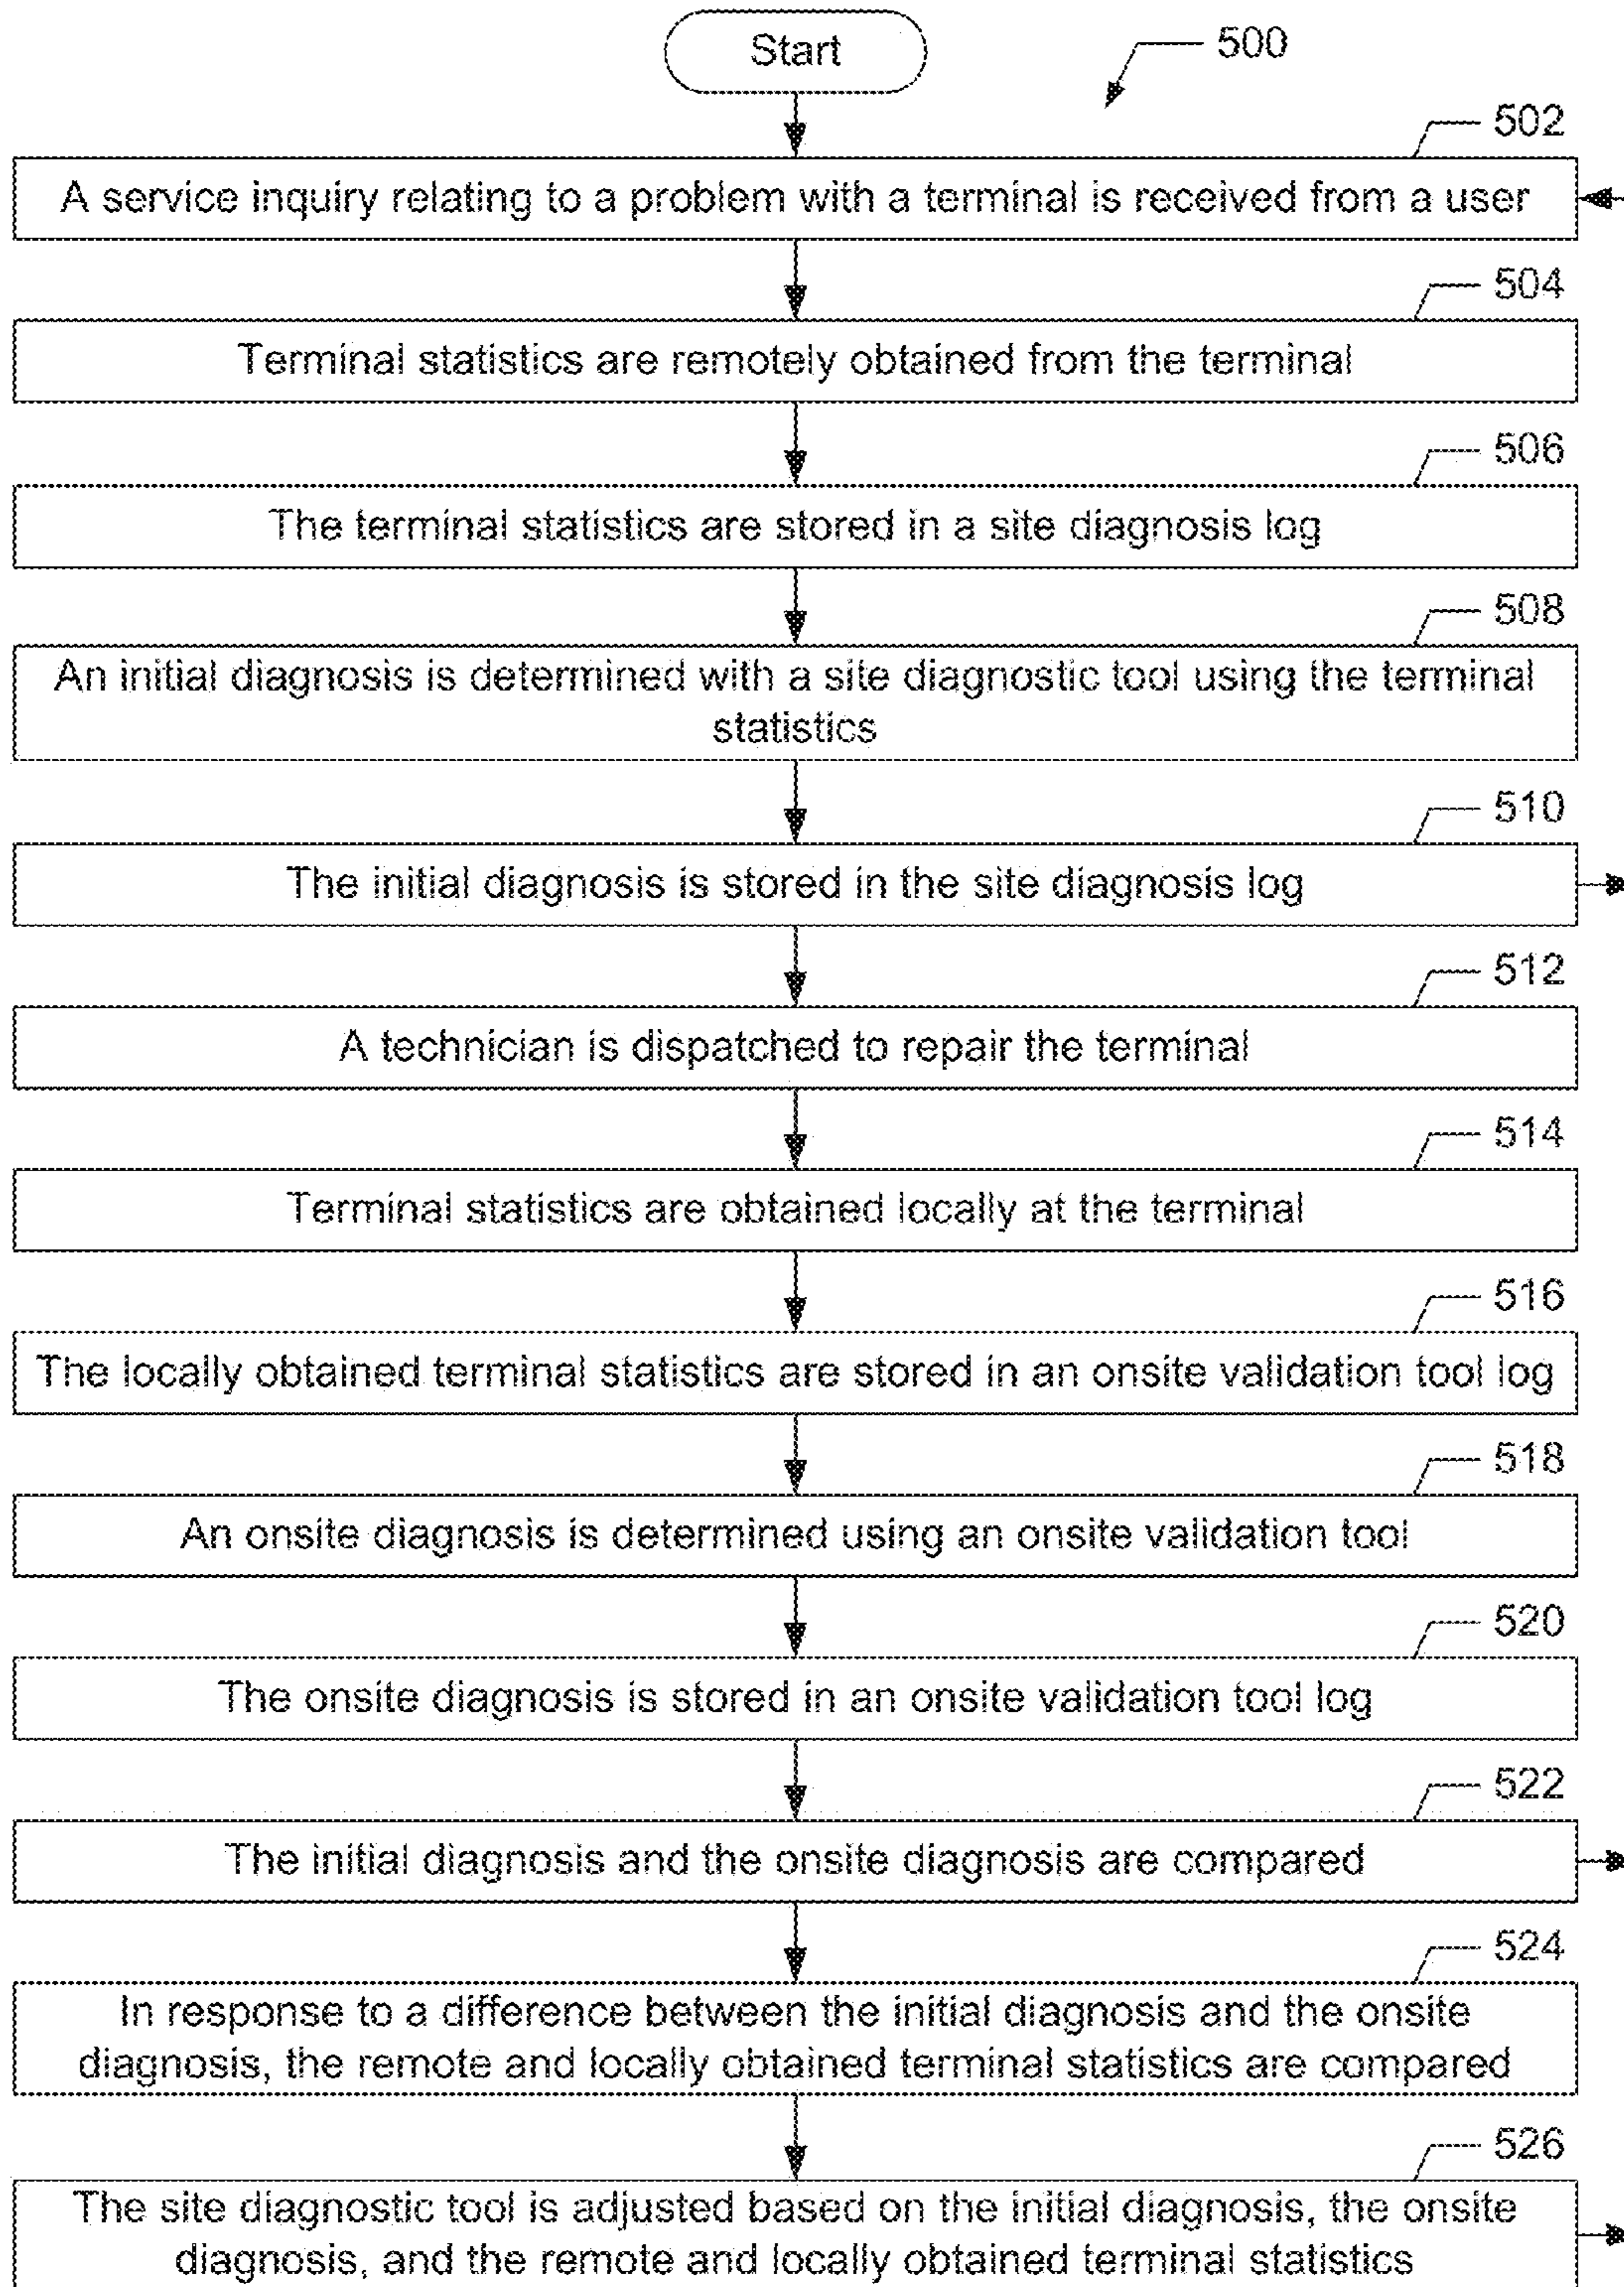 Start
500
502
A service inquiry relating to a problem with a terminal is received from a user
504
Terminal statistics are remotely obtained from the terminal
506
The terminal statistics are stored in a site diagnosis log
508
An initial diagnosis is determined with a site diagnostic tool using the terminal
statistics
510
The initial diagnosis is stored in the site diagnosis log
512
A technician is dispatched to repair the terminal
514
Terminal statistics are obtained locally at the terminal
516
The locally obtained terminal statistics are stored in an onsite validation tool log
518
An onsite diagnosis is determined using an onsite validation tool
520
The onsite diagnosis is stored in an onsite validation tool log
522
The initial diagnosis and the onsite diagnosis are compared
524
In response to a difference between the initial diagnosis and the onsite
diagnosis, the remote and locally obtained terminal statistics are compared
526
The site diagnostic tool is adjusted based on the initial diagnosis, the onsite
diagnosis, and the remote and locally obtained terminal statistics